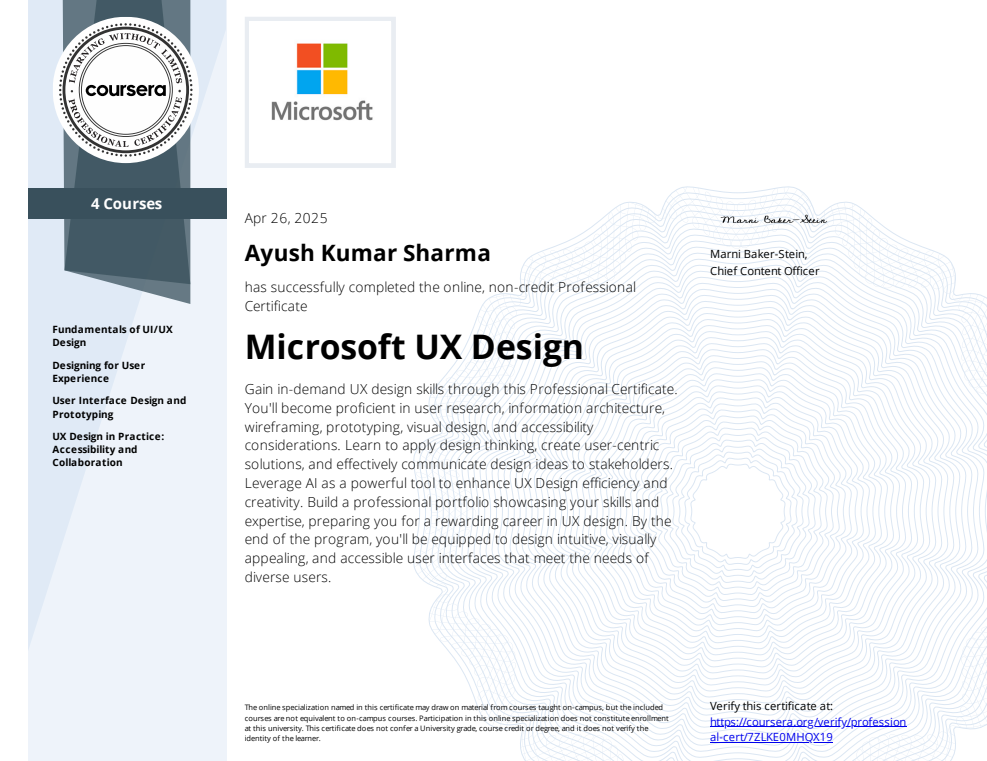 LEARNING WITHOUT LIMITS
coursera
PROFESSIONAL CERTIFICATE
4 Courses
Fundamentals of UI/UX
Design
Designing for User
Experience
User Interface Design and
Prototyping
UX Design in Practice:
Accessibility and
Collaboration
Microsoft
Apr 26, 2025
Ayush Kumar Sharma
has successfully completed the online, non-credit Professional
Certificate
Microsoft UX Design
Gain in-demand UX design skills through this Professional Certificate.
You'll become proficient in user research, information architecture,
wireframing, prototyping, visual design, and accessibility
considerations. Learn to apply design thinking, create user-centric
solutions, and effectively communicate design ideas to stakeholders.
Leverage AI as a powerful tool to enhance UX Design efficiency and
creativity. Build a professional portfolio showcasing your skills and
expertise, preparing you for a rewarding career in UX design. By the
end of the program, you'll be equipped to design intuitive, visually
appealing, and accessible user interfaces that meet the needs of
diverse users.
Marni Baker-Stein
Marni Baker-Stein,
Chief Content Officer
The online specialization named in this certificate may draw on material from courses taught on-campus, but the included
courses are not equivalent to on-campus courses. Participation in this online specialization does not constitute enrollment
at this university. This certificate does not confer a University grade, course credit or degree, and it does not verify the
identity of the learner.
Verify this certificate at:
https://coursera.org/verify/profession
al-cert/7ZLKE0MHQX19